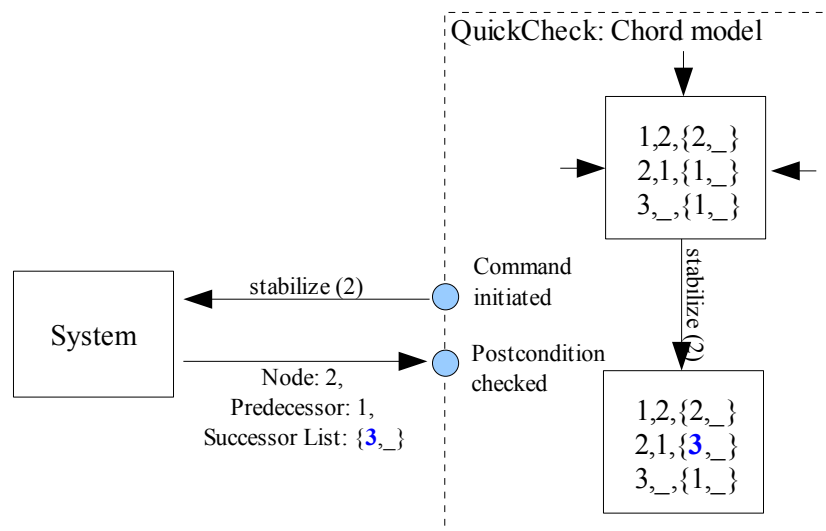 QuickCheck: Chord model
1,2,{2,_}
2,1,{1,_}
3,_,{1,_}
stabilize (2)
System
stabilize (2)
Command
initiated
Postcondition
checked
Node: 2,
Predecessor: 1,
Successor List: {3,_}
1,2,{2,_}
2,1,{3,_}
3,_,{1,_}